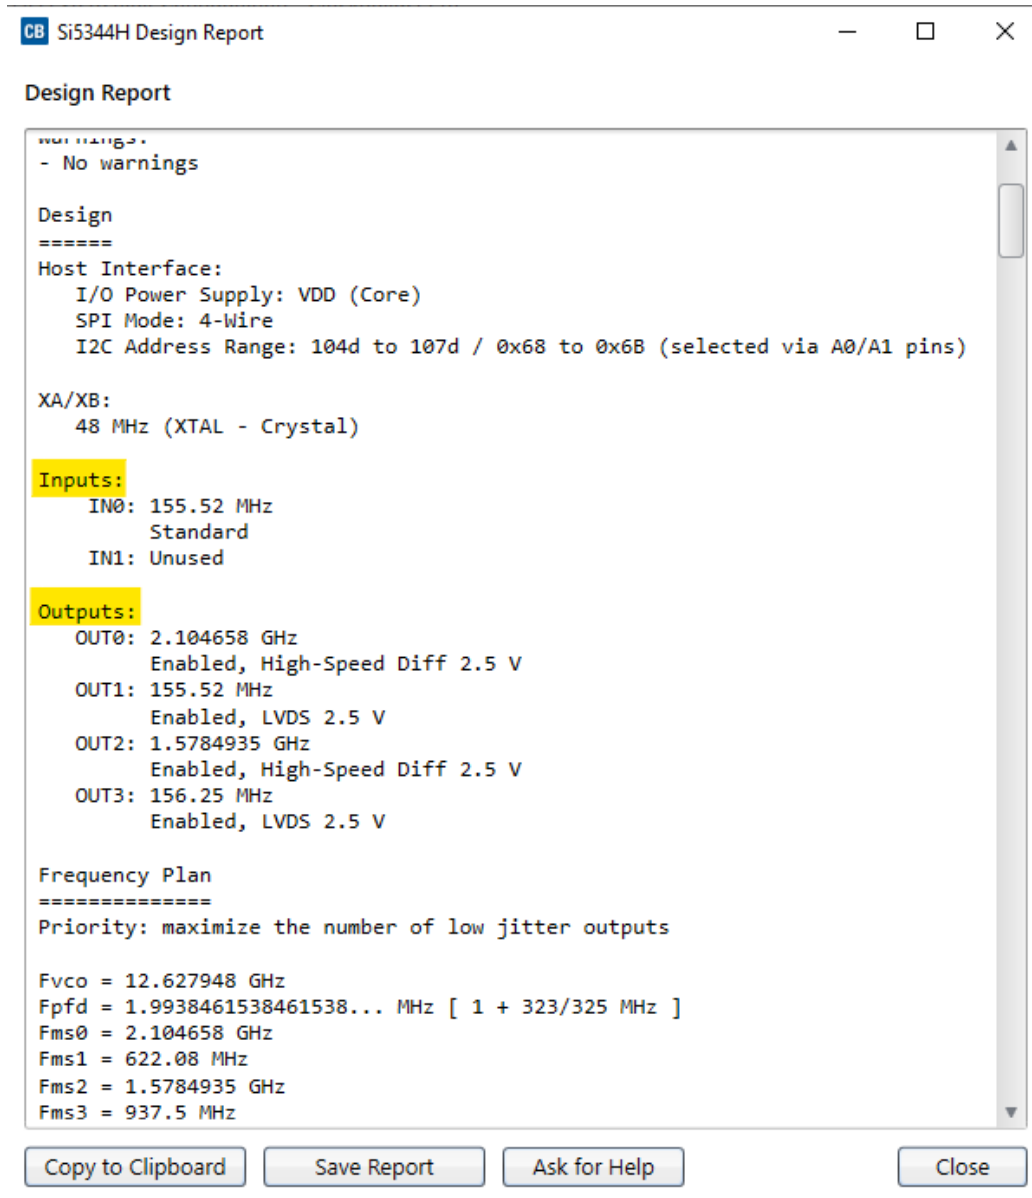 CB Si5344H Design Report
Design Report
Warnings:
- No warnings
Design
======
Host Interface:
I/O Power Supply: VDD (Core)
SPI Mode: 4-Wire
I2C Address Range: 104d to 107d / 0x68 to 0x6B (selected via A0/A1 pins)
XA/XB:
48 MHz (XTAL - Crystal)
Inputs:
IN0: 155.52 MHz
Standard
IN1: Unused
Outputs:
OUT0: 2.104658 GHz
Enabled, High-Speed Diff 2.5 V
OUT1: 155.52 MHz
Enabled, LVDS 2.5 V
OUT2: 1.5784935 GHz
Enabled, High-Speed Diff 2.5 V
OUT3: 156.25 MHz
Enabled, LVDS 2.5 V
Frequency Plan
==============
Priority: maximize the number of low jitter outputs
Fvco = 12.627948 GHz
Fpfd = 1.9938461538461538... MHz [ 1 + 323/325 MHz ]
Fms0 = 2.104658 GHz
Fms1 = 622.08 MHz
Fms2 = 1.5784935 GHz
Fms3 = 937.5 MHz
Copy to Clipboard Save Report Ask for Help Close